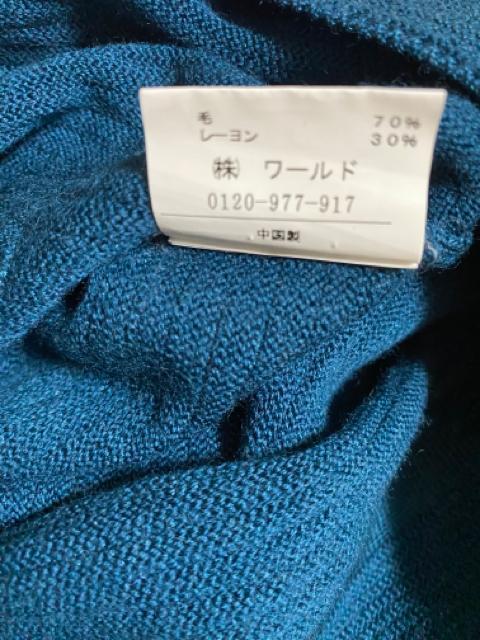 毛 70%
レーヨン 30%
㈱ ワールド
0120-977-917
中国製